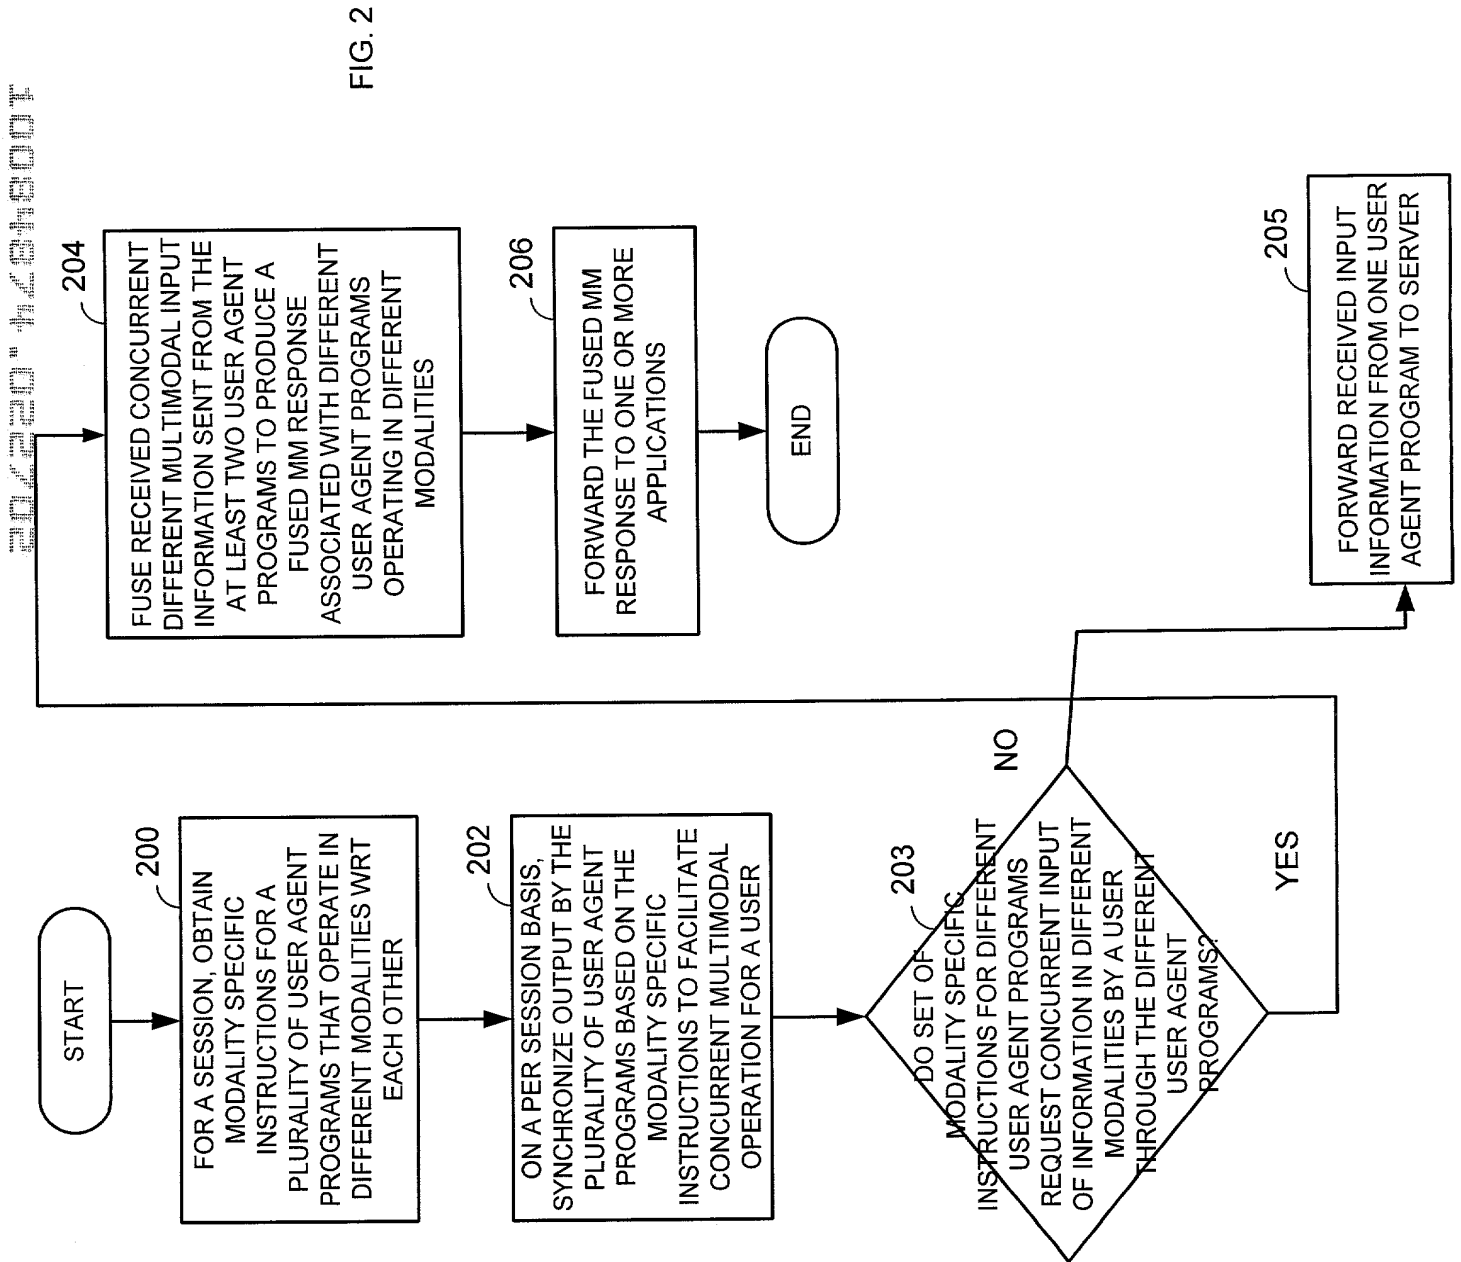 START
200
FOR A SESSION, OBTAIN
MODALITY SPECIFIC
INSTRUCTIONS FOR A
PLURALITY OF USER AGENT
PROGRAMS THAT OPERATE IN
DIFFERENT MODALITIES WRT
EACH OTHER
202
ON A PER SESSION BASIS,
SYNCHRONIZE OUTPUT BY THE
PLURALITY OF USER AGENT
PROGRAMS BASED ON THE
MODALITY SPECIFIC
INSTRUCTIONS TO FACILITATE
CONCURRENT MULTIMODAL
OPERATION FOR A USER
203
DO SET OF
MODALITY SPECIFIC
INSTRUCTIONS FOR DIFFERENT
USER AGENT PROGRAMS
REQUEST CONCURRENT INPUT
OF INFORMATION IN DIFFERENT
MODALITIES BY A USER
THROUGH THE DIFFERENT
USER AGENT
PROGRAMS?
NO
YES
204
FUSE RECEIVED CONCURRENT
DIFFERENT MULTIMODAL INPUT
INFORMATION SENT FROM THE
AT LEAST TWO USER AGENT
PROGRAMS TO PRODUCE A
FUSED MM RESPONSE
ASSOCIATED WITH DIFFERENT
USER AGENT PROGRAMS
OPERATING IN DIFFERENT
MODALITIES
206
FORWARD THE FUSED MM
RESPONSE TO ONE OR MORE
APPLICATIONS
END
205
FORWARD RECEIVED INPUT
INFORMATION FROM ONE USER
AGENT PROGRAM TO SERVER
FIG. 2